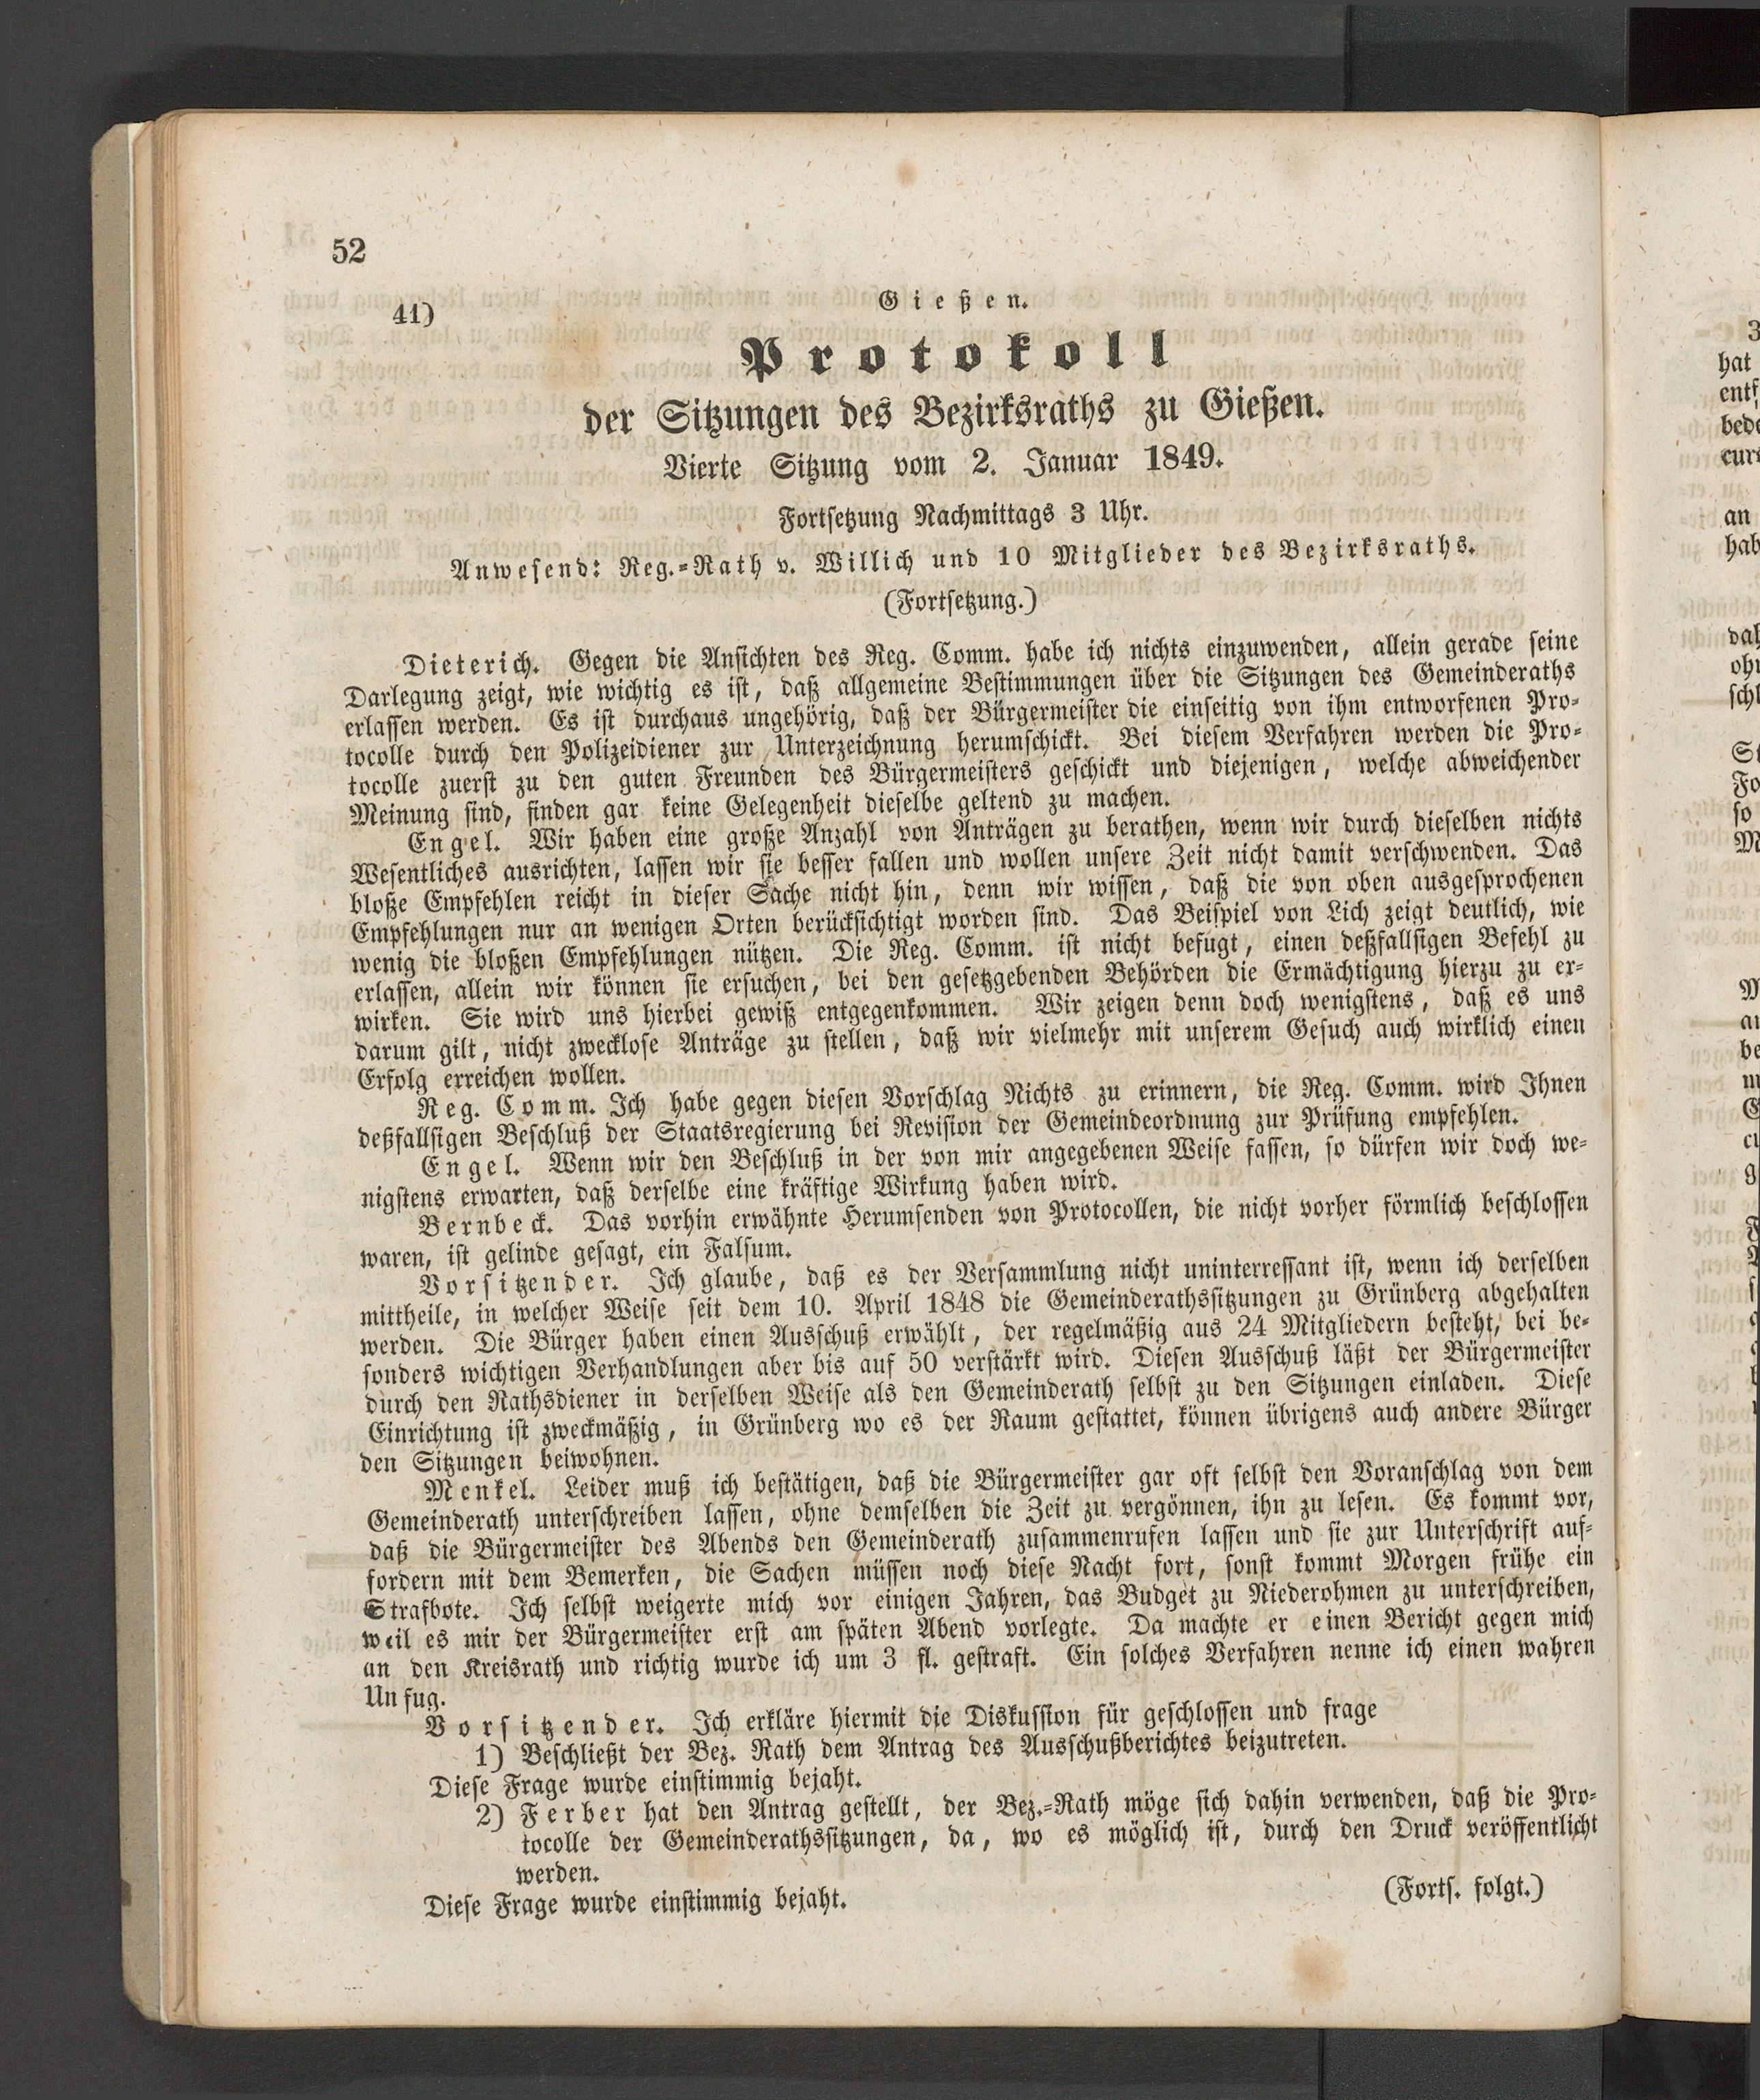 52
41)
Gießen.
Protokoll
der Sitzungen des Bezirksraths zu Gießen.
Vierte Sitzung vom 2. Januar 1849.
Fortsetzung Nachmittags 3 Uhr.
Anwesend: Reg.-Rath v. Willich und 10 Mitglieder des Bezirksraths.
(Fortsetzung.)
Dieterich. Gegen die Ansichten des Reg. Comm. habe ich nichts einzuwenden, allein gerade seine
Darlegung zeigt, wie wichtig es ist, daß allgemeine Bestimmungen über die Sitzungen des Gemeinderaths
erlassen werden. Es ist durchaus ungehörig, daß der Bürgermeister die einseitig von ihm entworfenen Pro-
tocolle durch den Polizeidiener zur Unterzeichnung herumschickt. Bei diesem Verfahren werden die Pro-
tocolle zuerst zu den guten Freunden des Bürgermeisters geschickt und diejenigen, welche abweichender
Meinung sind, finden gar keine Gelegenheit dieselbe geltend zu machen.
Engel. Wir haben eine große Anzahl von Anträgen zu berathen, wenn wir durch dieselben nichts
Wesentliches ausrichten, lassen wir sie besser fallen und wollen unsere Zeit nicht damit verschwenden. Das
bloße Empfehlen reicht in dieser Sache nicht hin, denn wir wissen, daß die von oben ausgesprochenen
Empfehlungen nur an wenigen Orten berücksichtigt worden sind. Das Beispiel von Lich zeigt deutlich, wie
wenig die bloßen Empfehlungen nützen. Die Reg. Comm. ist nicht befugt, einen deßfallsigen Befehl zu
erlassen, allein wir können sie ersuchen, bei den gesetzgebenden Behörden die Ermächtigung hierzu zu er-
wirken. Sie wird uns hierbei gewiß entgegenkommen. Wir zeigen denn doch wenigstens, daß es uns
darum gilt, nicht zwecklose Anträge zu stellen, daß wir vielmehr mit unserem Gesuch auch wirklich einen
Erfolg erreichen wollen.
Reg. Comm. Ich habe gegen diesen Vorschlag Nichts zu erinnern, die Reg. Comm. wird Ihnen
deßfallsigen Beschluß der Staatsregierung bei Revision der Gemeindeordnung zur Prüfung empfehlen.
Engel. Wenn wir den Beschluß in der von mir angegebenen Weise fassen, so dürfen wir doch we-
nigstens erwarten, daß derselbe eine kräftige Wirkung haben wird.
Bernbeck. Das vorhin erwähnte Herumsenden von Protocollen, die nicht vorher förmlich beschlossen
waren, ist gelinde gesagt, ein Falsum.
Vorsitzender. Ich glaube, daß es der Versammlung nicht uninterressant ist, wenn ich derselben
mittheile, in welcher Weise seit dem 10. April 1848 die Gemeinderathssitzungen zu Grünberg abgehalten
werden. Die Bürger haben einen Ausschuß erwählt, der regelmäßig aus 24 Mitgliedern besteht, bei be-
sonders wichtigen Verhandlungen aber bis auf 50 verstärkt wird. Diesen Ausschuß läßt der Bürgermeister
durch den Rathsdiener in derselben Weise als den Gemeinderath selbst zu den Sitzungen einladen. Diese
Einrichtung ist zweckmäßig, in Grünberg wo es der Raum gestattet, können übrigens auch andere Bürger
den Sitzungen beiwohnen.
Menkel. Leider muß ich bestätigen, daß die Bürgermeister gar oft selbst den Voranschlag von dem
Gemeinderath unterschreiben lassen, ohne demselben die Zeit zu vergönnen, ihn zu lesen. Es kommt vor,
daß die Bürgermeister des Abends den Gemeinderath zusammenrufen lassen und sie zur Unterschrift auf-
fordern mit dem Bemerken, die Sachen müssen noch diese Nacht fort, sonst kommt Morgen frühe ein
Strafbote. Ich selbst weigerte mich vor einigen Jahren, das Budget zu Niederohmen zu unterschreiben,
weil es mir der Bürgermeister erst am späten Abend vorlegte. Da machte er einen Bericht gegen mich
an den Kreisrath und richtig wurde ich um 3 fl. gestraft. Ein solches Verfahren nenne ich einen wahren
Unfug.
Vorsitzender. Ich erkläre hiermit die Diskussion für geschlossen und frage
1) Beschließt der Bez. Rath dem Antrag des Ausschußberichtes beizutreten.
Diese Frage wurde einstimmig bejaht.
2) Ferber hat den Antrag gestellt, der Bez.-Rath möge sich dahin verwenden, daß die Pro-
tocolle der Gemeinderathssitzungen, da, wo es möglich ist, durch den Druck veröffentlicht
werden.
Diese Frage wurde einstimmig bejaht.
(Forts. folgt.)